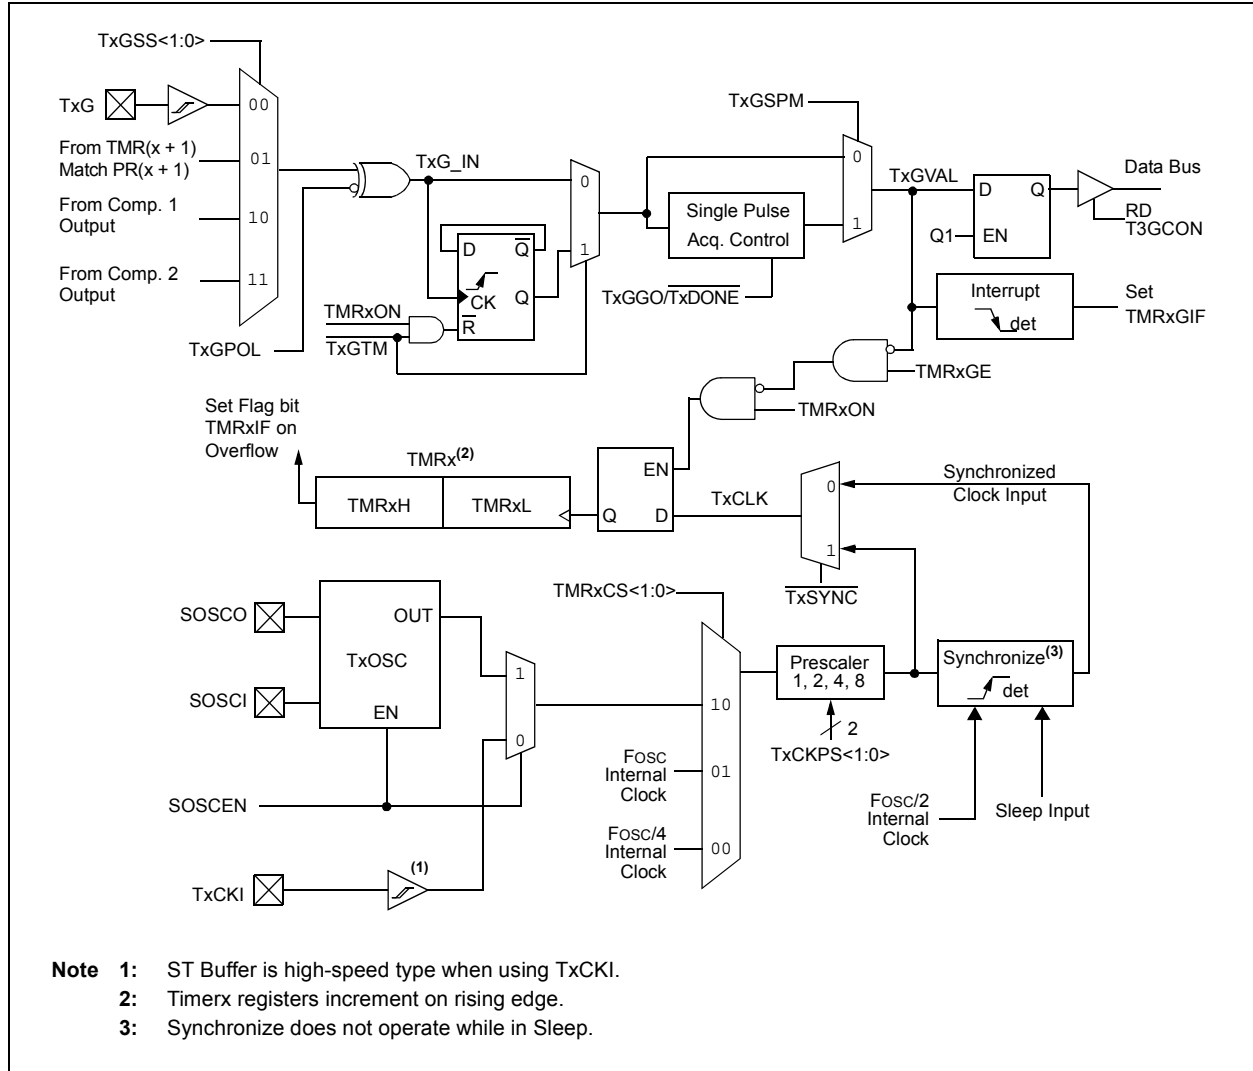 TxGSS<1:0>
TxG
00
From TMR(x + 1)
Match PR(x + 1)
01
From Comp. 1
Output
10
From Comp. 2
Output
11
TxGPOL
TxG_IN
D
Q
CK
Q
R
TMRxON
TxGTM
0
1
TxGSPM
Single Pulse
Acq. Control
TxGGO/TxDONE
0
1
TxGVAL
D
Q
Q1
EN
Data Bus
RD
T3GCON
Interrupt
det
Set
TMRxGIF
TMRxGE
TMRxON
Set Flag bit
TMRxIF on
Overflow
TMRx(2)
TMRxH
TMRxL
EN
Q
D
TxCLK
0
1
TxSYNC
Synchronized
Clock Input
SOSCO
SOSCI
OUT
TxOSC
EN
1
0
SOSCEN
TxCKI
(1)
TMRxCS<1:0>
10
FOSC
Internal
Clock
01
FOSC/4
Internal
Clock
00
Prescaler
1, 2, 4, 8
2
TxCKPS<1:0>
Synchronize(3)
det
FOSC/2
Internal
Clock
Sleep Input
Note 1: ST Buffer is high-speed type when using TxCKI.
2: Timerx registers increment on rising edge.
3: Synchronize does not operate while in Sleep.